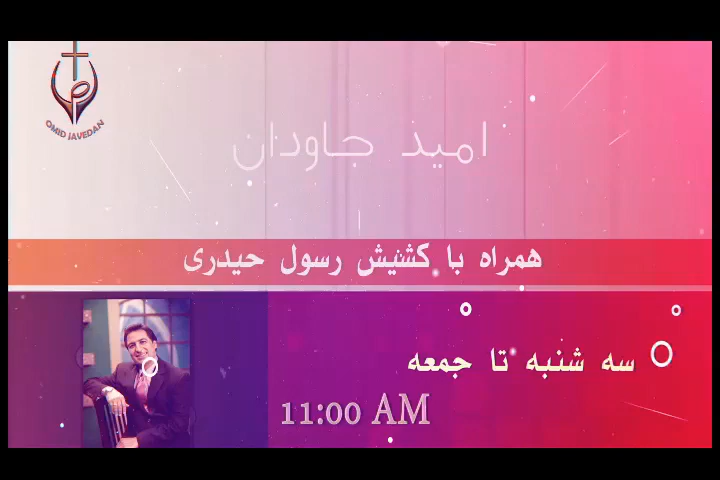 OMID JAVEDAN
امید جاودان
همراه با کشیش رسول حیدری
سه شنبه تا جمعه
11:00 AM